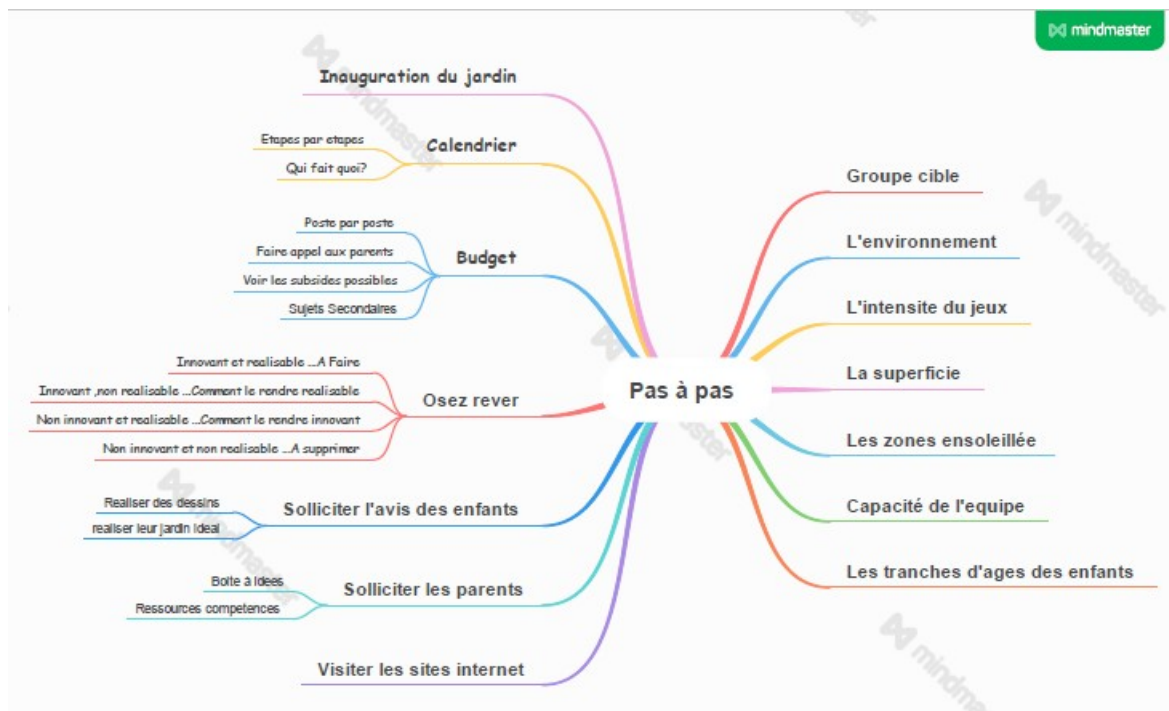 mindmaster
Inauguration du jardin
Calendrier
Etapes par etapes
Qui fait quoi?
Budget
Poste par poste
Faire appel aux parents
Voir les subsides possibles
Sujets Secondaires
Osez rever
Innovant et realisable ...A Faire
Innovant ,non realisable ...Comment le rendre realisable
Non innovant et realisable ...Comment le rendre innovant
Non innovant et non realisable ...A supprimer
Solliciter l'avis des enfants
Realiser des dessins
realiser leur jardin ideal
Solliciter les parents
Boite à idees
Ressources competences
Visiter les sites internet
Pas à pas
Groupe cible
L'environnement
L'intensite du jeux
La superficie
Les zones ensoleillée
Capacité de l'equipe
Les tranches d'ages des enfants
mindmaster
mindmaster
mindmaster
mindmaster